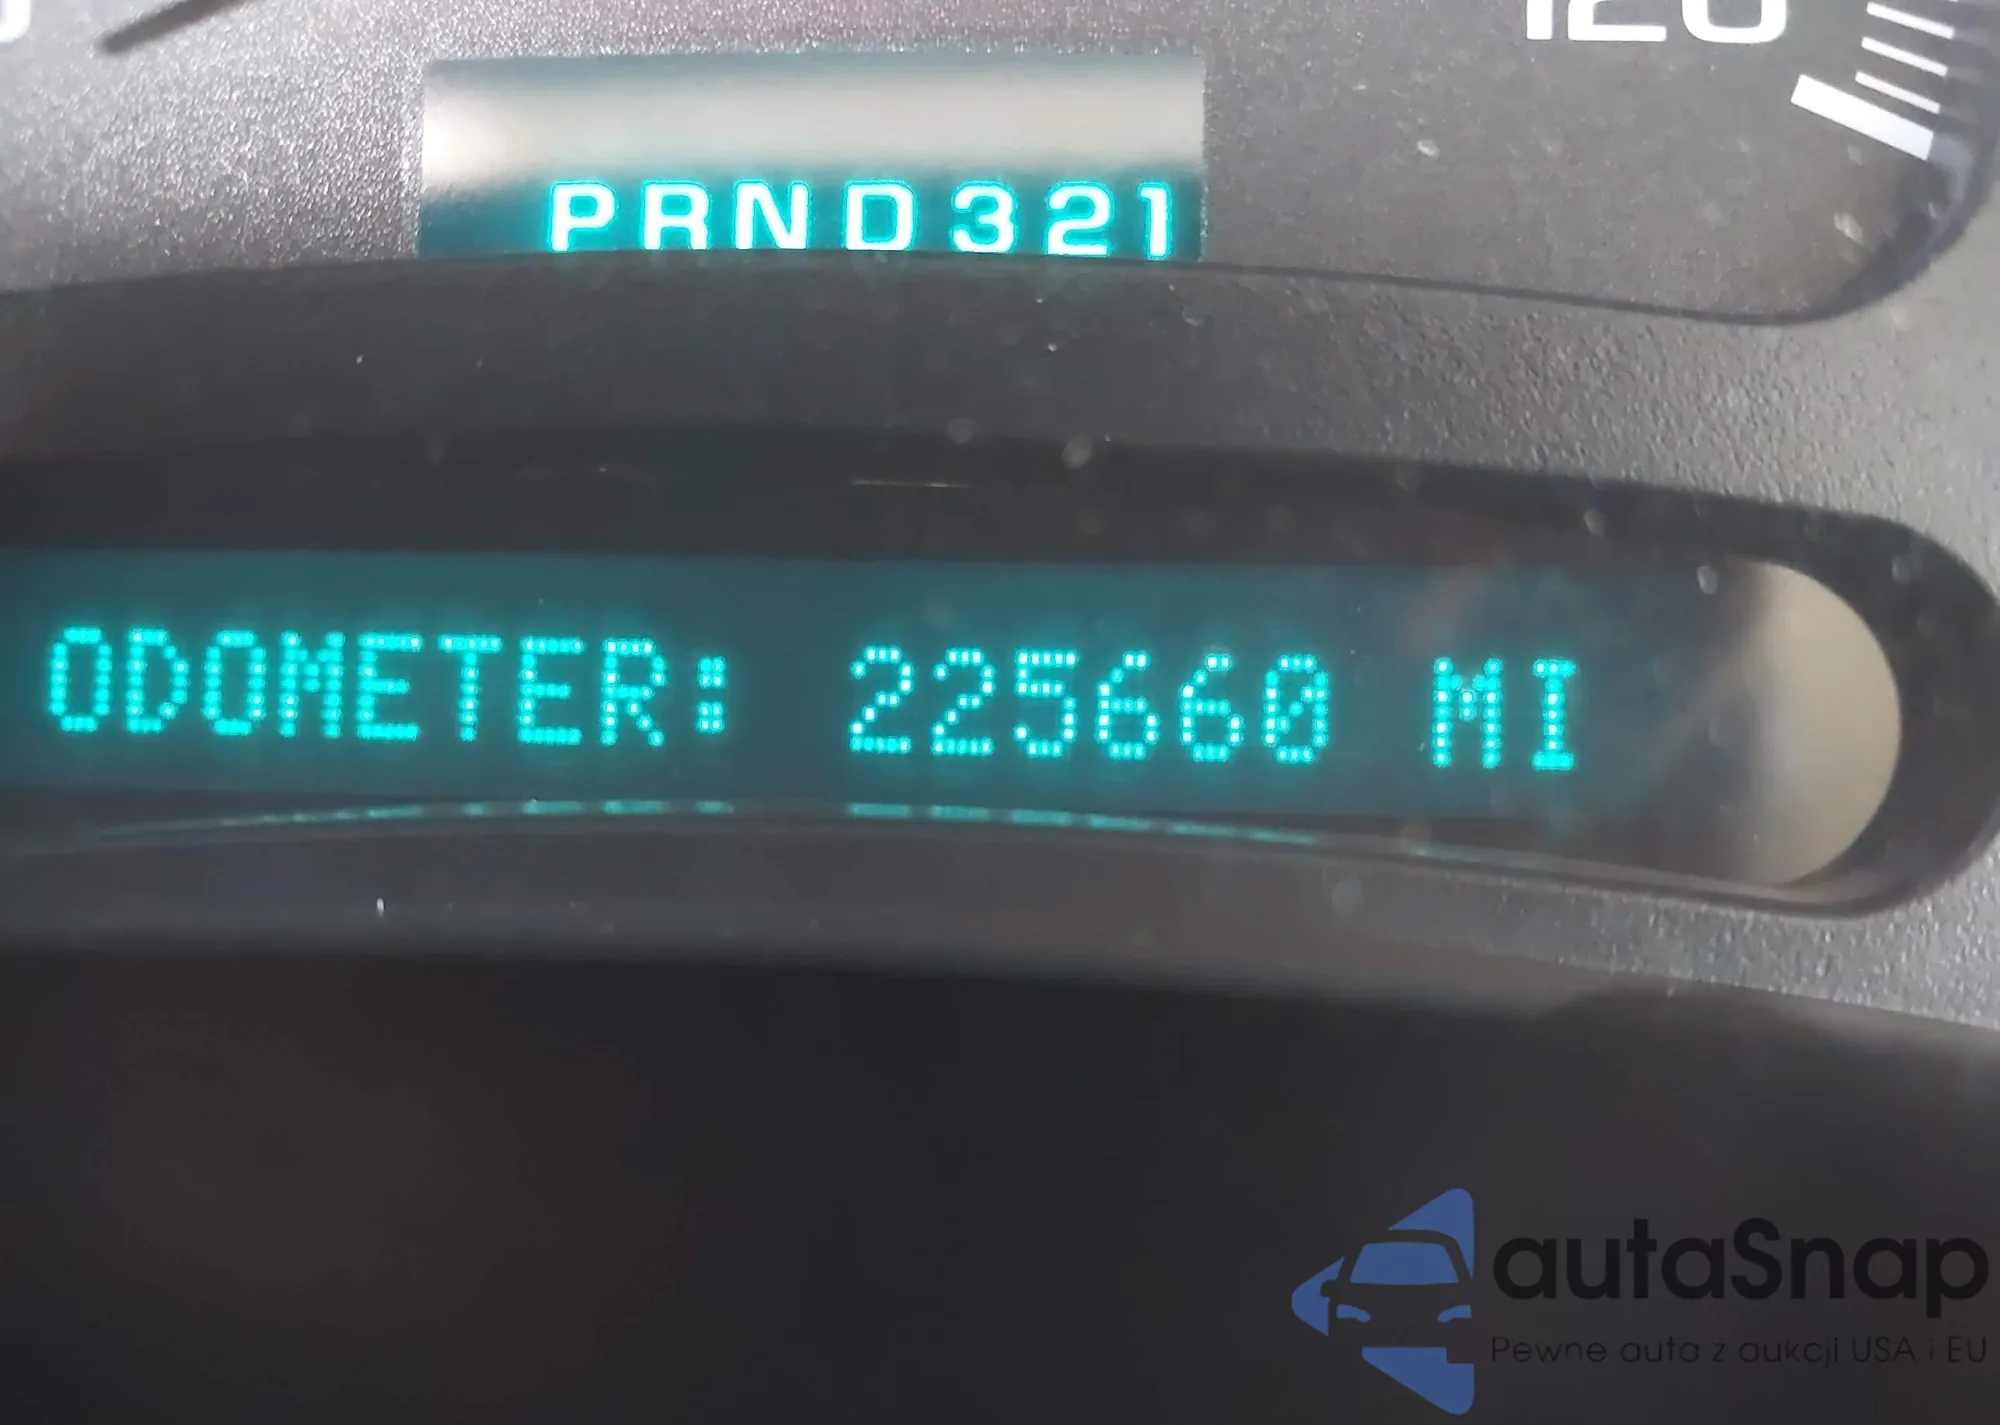 120
PRND321
ODOMETER: 225660 MI
autaSnap
Pewne auta z aukcji USA i EU